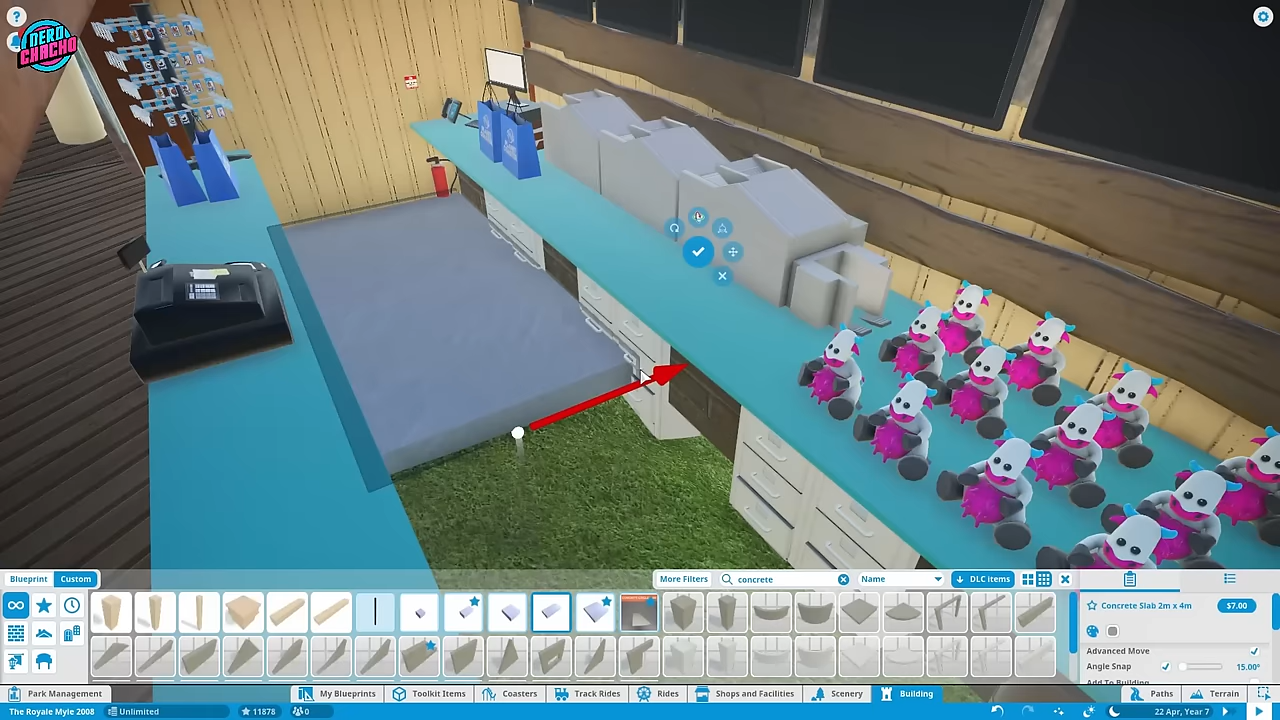 ?
NERD
CHACHO
Blueprint
Custom
More Filters
concrete
Name
DLC items
Concrete Slab 2m x 4m
$7.00
Advanced Move
Angle Snap
15.00°
Park Management
My Blueprints
Toolkit Items
Coasters
Track Rides
Rides
Shops and Facilities
Scenery
Building
Paths
Terrain
The Royale Myle 2008
Unlimited
11878
0
22 Apr, Year 7